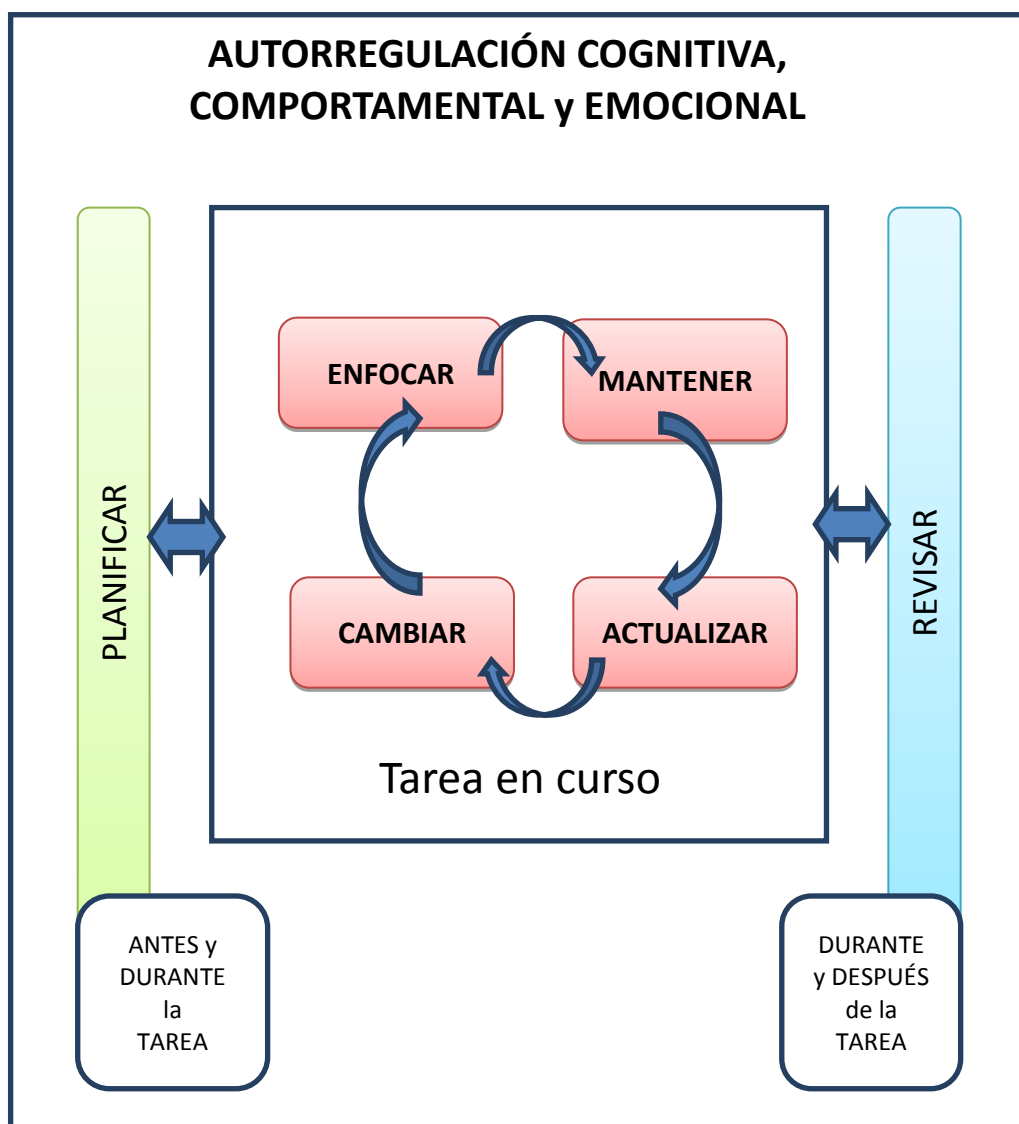 AUTORREGULACIÓN COGNITIVA,
COMPORTAMENTAL y EMOCIONAL
PLANIFICAR
ENFOCAR
MANTENER
CAMBIAR
ACTUALIZAR
Tarea en curso
REVISAR
ANTES y
DURANTE
la
TAREA
DURANTE
y DESPUÉS
de la
TAREA